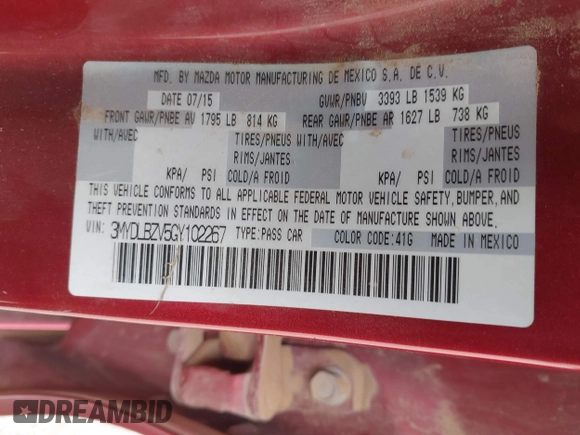 MFD. BY MAZDA MOTOR MANUFACTURING DE MEXICO S.A. DE C.V.
DATE 07/15 GVWR/PNBV 3393 LB 1539 KG
FRONT GAWR/PNBE AV 1795 LB 814 KG REAR GAWR/PNBE AR 1627 LB 738 KG
WITH/AVEC TIRES/PNEUS WITH/AVEC TIRES/PNEUS
RIMS/JANTES RIMS/JANTES
KPA/ PSI COLD/A FROID KPA/ PSI COLD/A FROID
THIS VEHICLE CONFORMS TO ALL APPLICABLE FEDERAL MOTOR VEHICLE SAFETY, BUMPER, AND
THEFT PREVENTION STANDARDS IN EFFECT ON THE DATE OF MANUFACTURE SHOWN ABOVE.
VIN: 3MYDLBZV5GY102267 TYPE:PASS CAR COLOR CODE:41G MADE IN MEXICO
DREAMBID